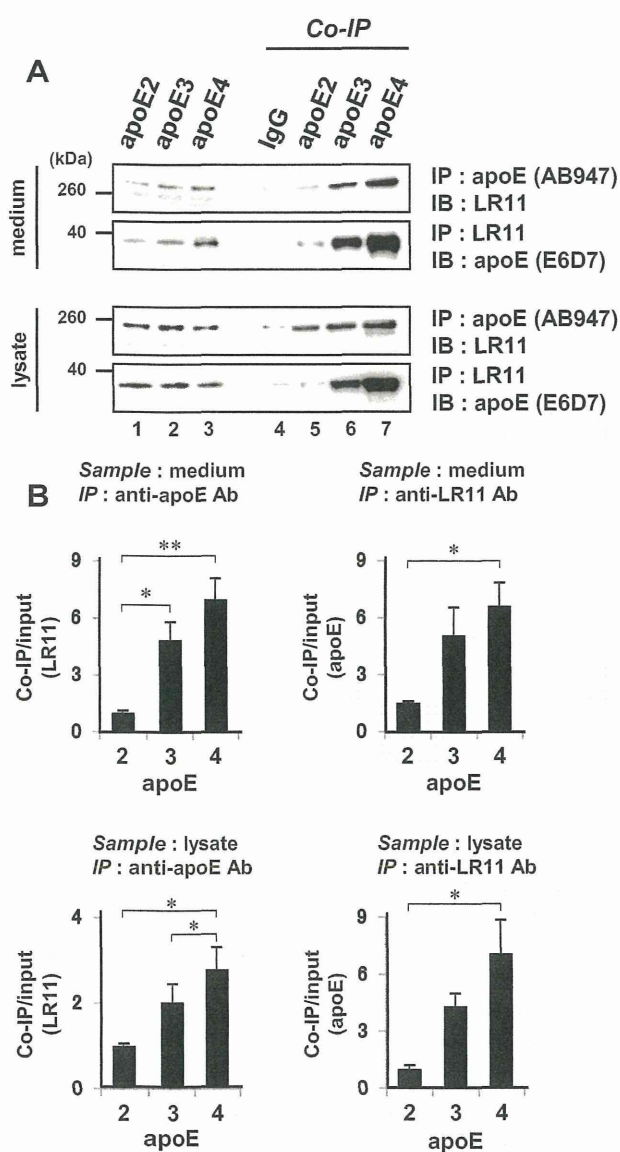 Co-IP
A
apoE2 apoE3 apoE4 IgG apoE2 apoE3 apoE4
(kDa)
medium
260
IP : apoE (AB947)
IB : LR11
40
IP : LR11
IB : apoE (E6D7)
lysate
260
IP : apoE (AB947)
IB : LR11
40
IP : LR11
IB : apoE (E6D7)
1 2 3 4 5 6 7
B
Sample : medium
IP : anti-apoE Ab
**
*
9
6
3
0
Co-IP/input
(LR11)
2 3 4
apoE
Sample : medium
IP : anti-LR11 Ab
*
9
6
3
0
Co-IP/input
(apoE)
2 3 4
apoE
Sample : lysate
IP : anti-apoE Ab
*
*
4
2
0
Co-IP/input
(LR11)
2 3 4
apoE
Sample : lysate
IP : anti-LR11 Ab
*
9
6
3
0
Co-IP/input
(apoE)
2 3 4
apoE